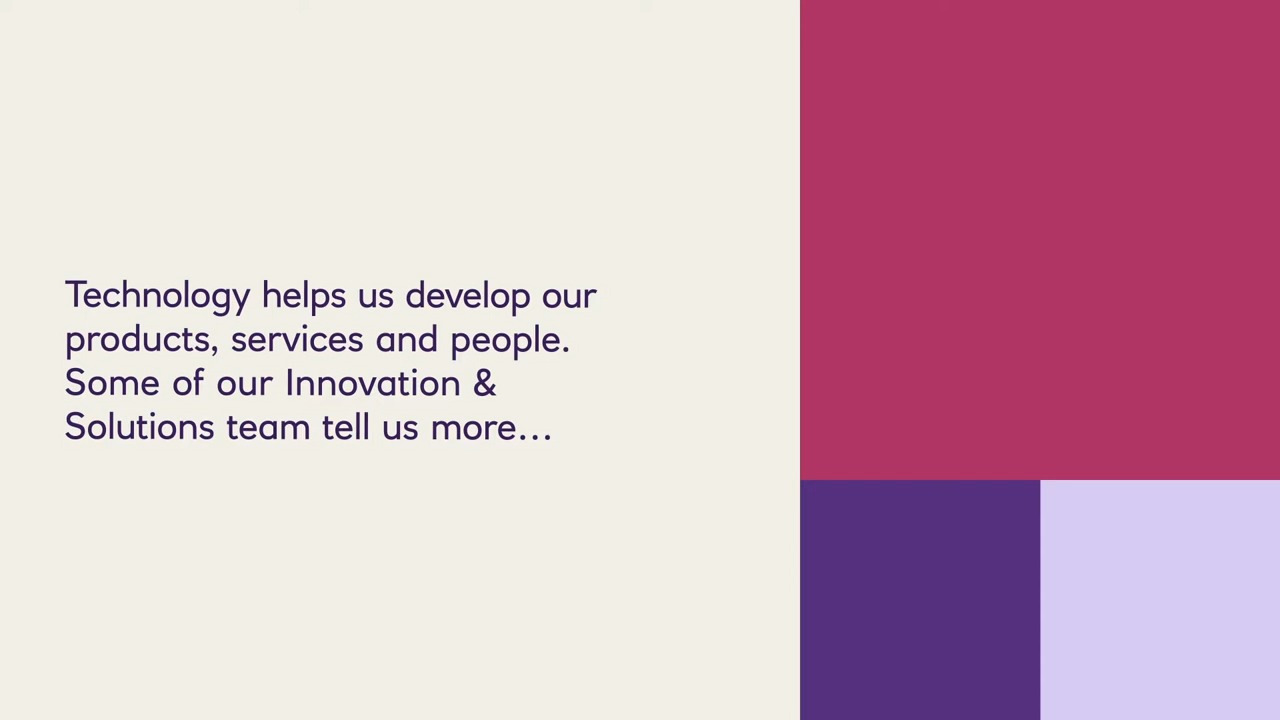 Technology helps us develop our
products, services and people.
Some of our Innovation &
Solutions team tell us more…